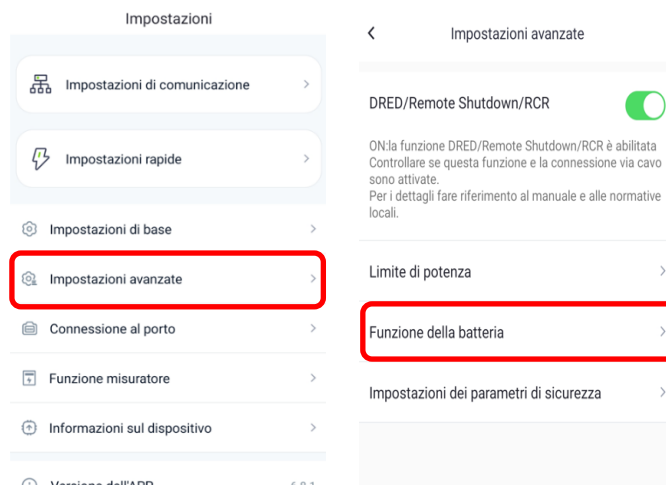 Impostazioni
Impostazioni di comunicazione
Impostazioni rapide
Impostazioni di base
Impostazioni avanzate
Connessione al porto
Funzione misuratore
Informazioni sul dispositivo
Impostazioni avanzate
DRED/Remote Shutdown/RCR
ON:la funzione DRED/Remote Shutdown/RCR è abilitata
Controllare se questa funzione e la connessione via cavo
sono attivate.
Per i dettagli fare riferimento al manuale e alle normative
locali.
Limite di potenza
Funzione della batteria
Impostazioni dei parametri di sicurezza